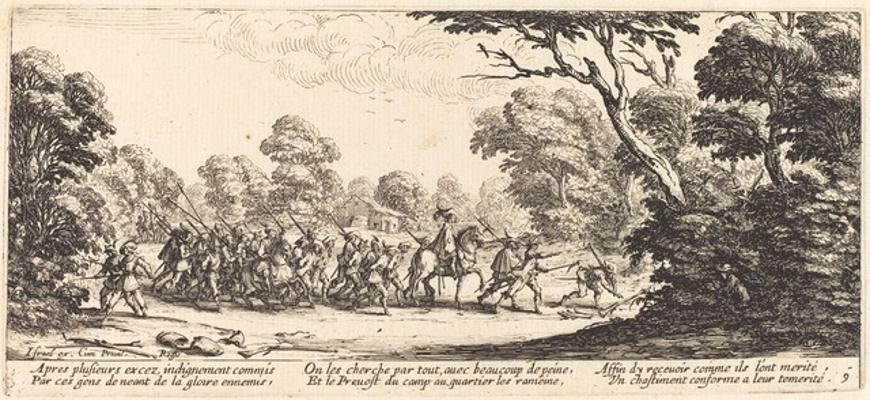 Israel ex. Cum Privil. Regis
Apres plusieurs excez indignement commis
Par ces gens de neant de la gloire ennemis,
On les cherche par tout, auec beaucoup de peine,
Et le Preuost du camp au quartier les rameine,
Affin dy receuoir comme ils lont merité,
Vn chastiment conforme a leur temerité. 9